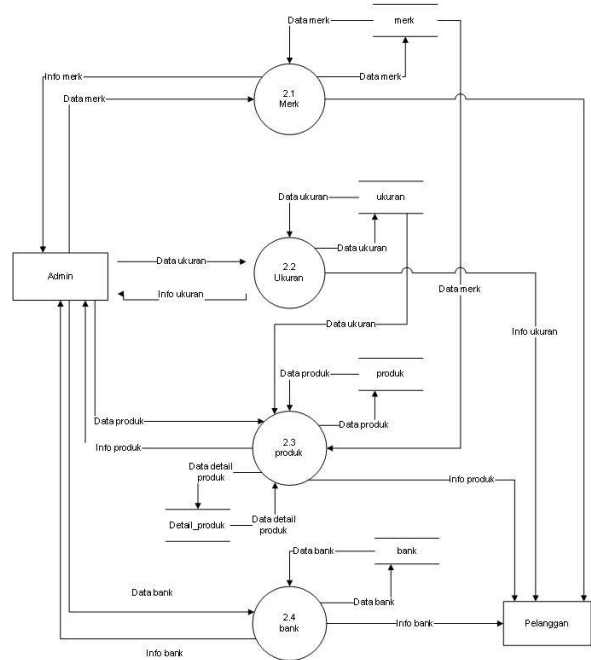 Data merk
merk
Info merk
Data merk
Data merk
2.1
Merk
Data ukuran
ukuran
Data ukuran
Data ukuran
2.2
Ukuran
Admin
Info ukuran
Data merk
Data ukuran
Info ukuran
Data produk
produk
Data produk
Data produk
2.3
produk
Info produk
Data detail
produk
Info produk
Detail_produk
Data detail
produk
Data bank
bank
Data bank
Data bank
2.4
bank
Info bank
Pelanggan
Info bank